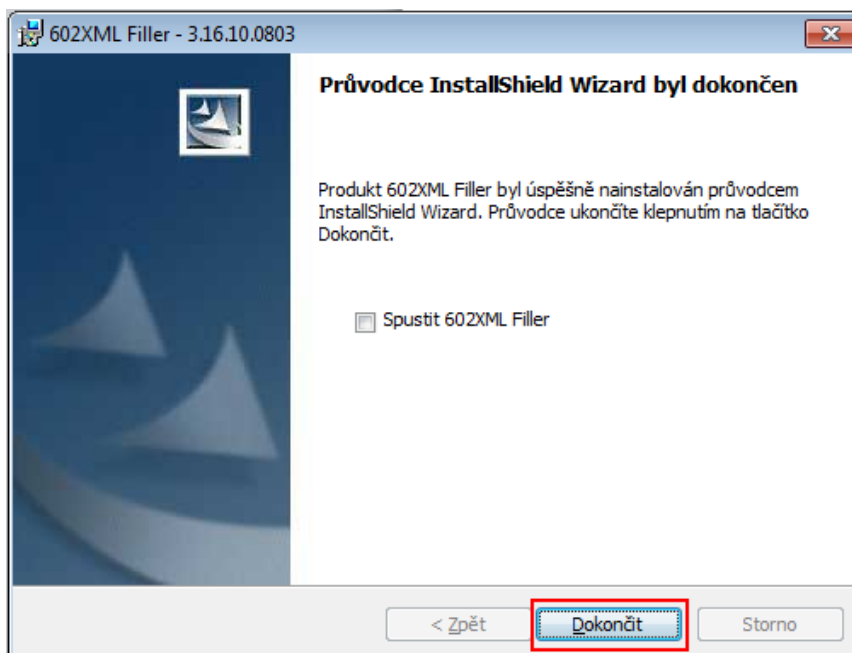 602XML Filler - 3.16.10.0803
Průvodce InstallShield Wizard byl dokončen
Produkt 602XML Filler byl úspěšně nainstalován průvodcem
InstallShield Wizard. Průvodce ukončíte klepnutím na tlačítko
Dokončit.
Spustit 602XML Filler
< Zpět
Dokončit
Storno